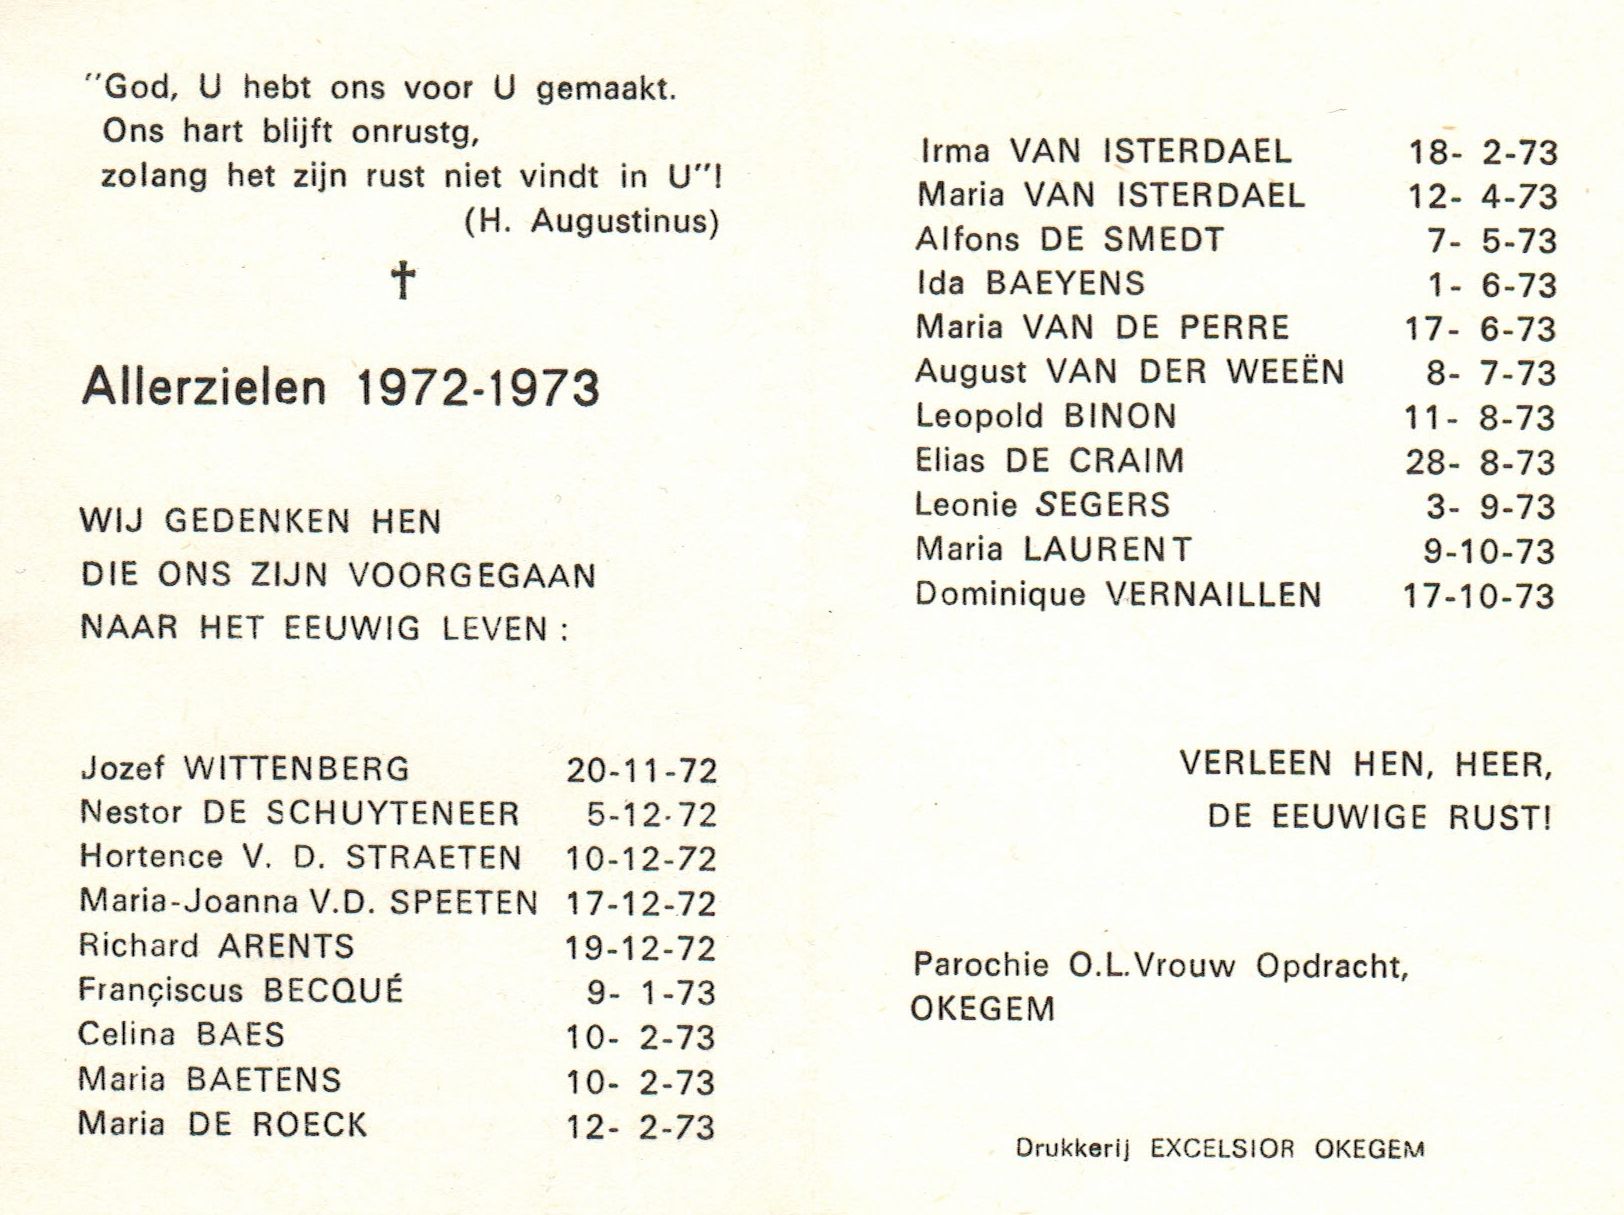 "God, U hebt ons voor U gemaakt.
Ons hart blijft onrustg,
zolang het zijn rust niet vindt in U"!
(H. Augustinus)
✝
Allerzielen 1972-1973
WIJ GEDENKEN HEN
DIE ONS ZIJN VOORGEGAAN
NAAR HET EEUWIG LEVEN :
Jozef WITTENBERG 20-11-72
Nestor DE SCHUYTENEER 5-12-72
Hortence V. D. STRAETEN 10-12-72
Maria-Joanna V.D. SPEETEN 17-12-72
Richard ARENTS 19-12-72
Françiscus BECQUÉ 9- 1-73
Celina BAES 10- 2-73
Maria BAETENS 10- 2-73
Maria DE ROECK 12- 2-73
Irma VAN ISTERDAEL 18- 2-73
Maria VAN ISTERDAEL 12- 4-73
Alfons DE SMEDT 7- 5-73
Ida BAEYENS 1- 6-73
Maria VAN DE PERRE 17- 6-73
August VAN DER WEEËN 8- 7-73
Leopold BINON 11- 8-73
Elias DE CRAIM 28- 8-73
Leonie SEGERS 3- 9-73
Maria LAURENT 9-10-73
Dominique VERNAILLEN 17-10-73
VERLEEN HEN, HEER,
DE EEUWIGE RUST!
Parochie O.L.Vrouw Opdracht,
OKEGEM
Drukkerij EXCELSIOR OKEGEM